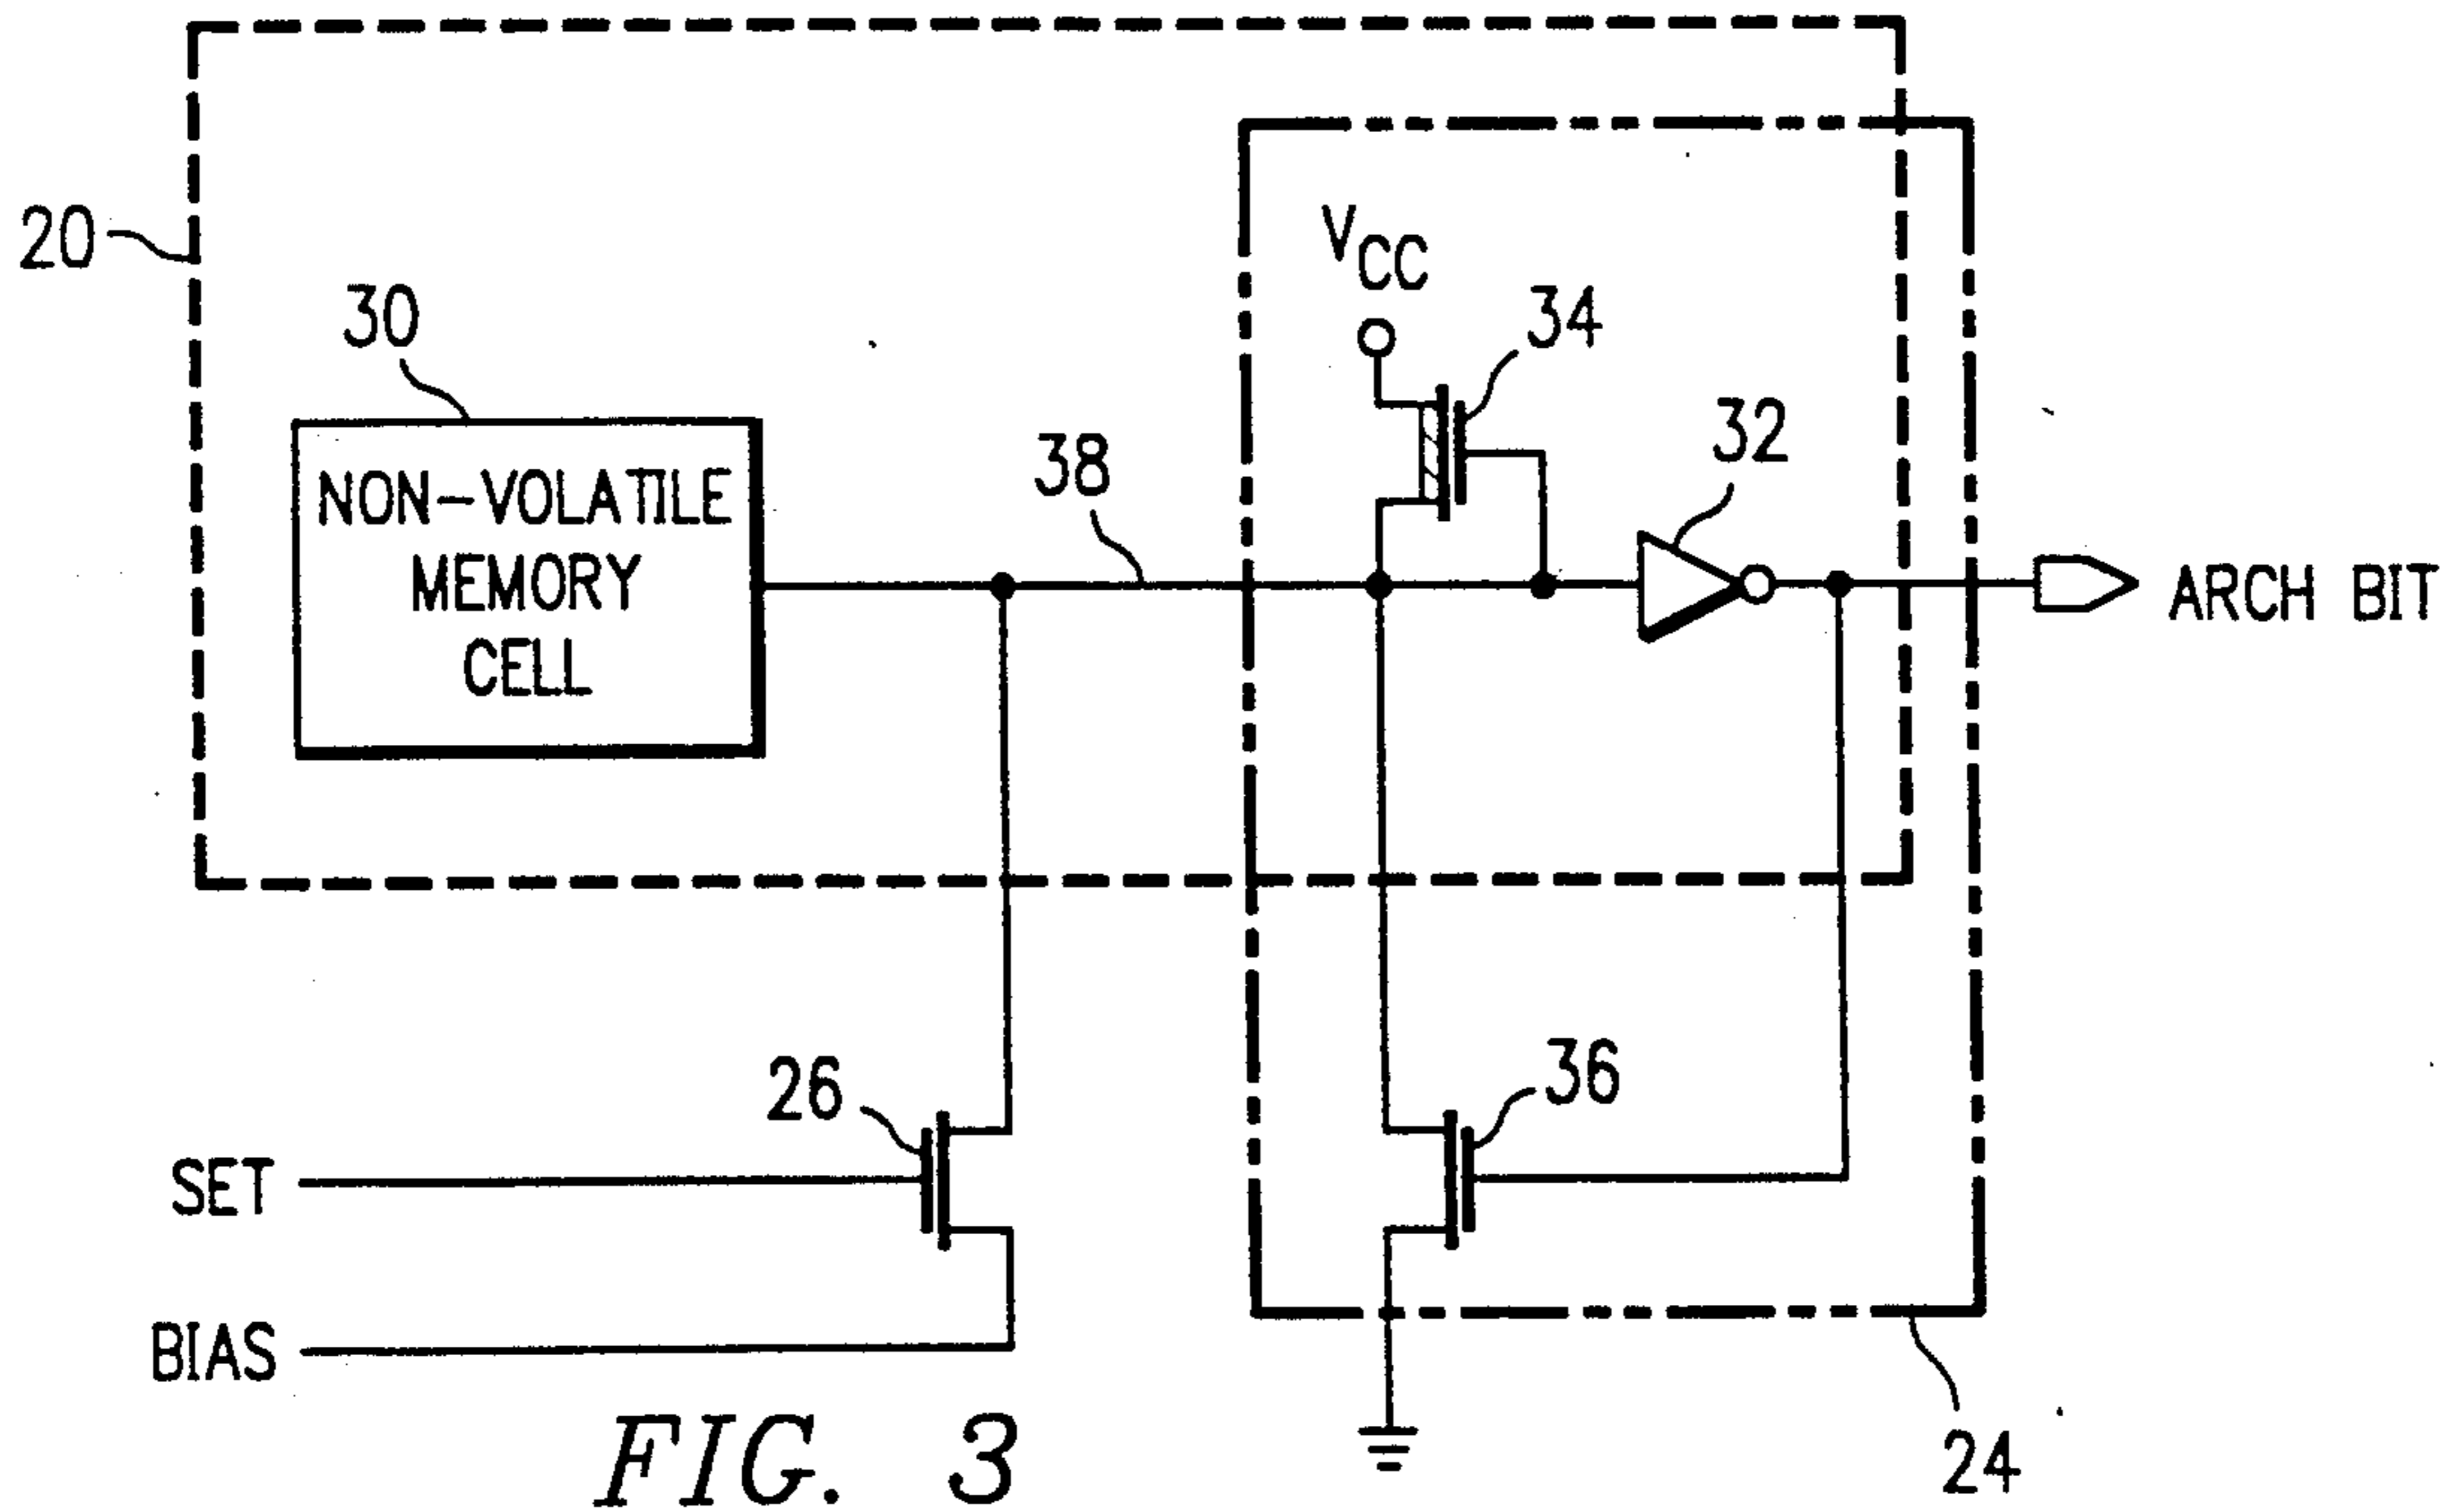 20
30
NON-VOLATILE
MEMORY
CELL
38
VCC
34
32
ARCH BIT
26
36
SET
BIAS
24
FIG. 3